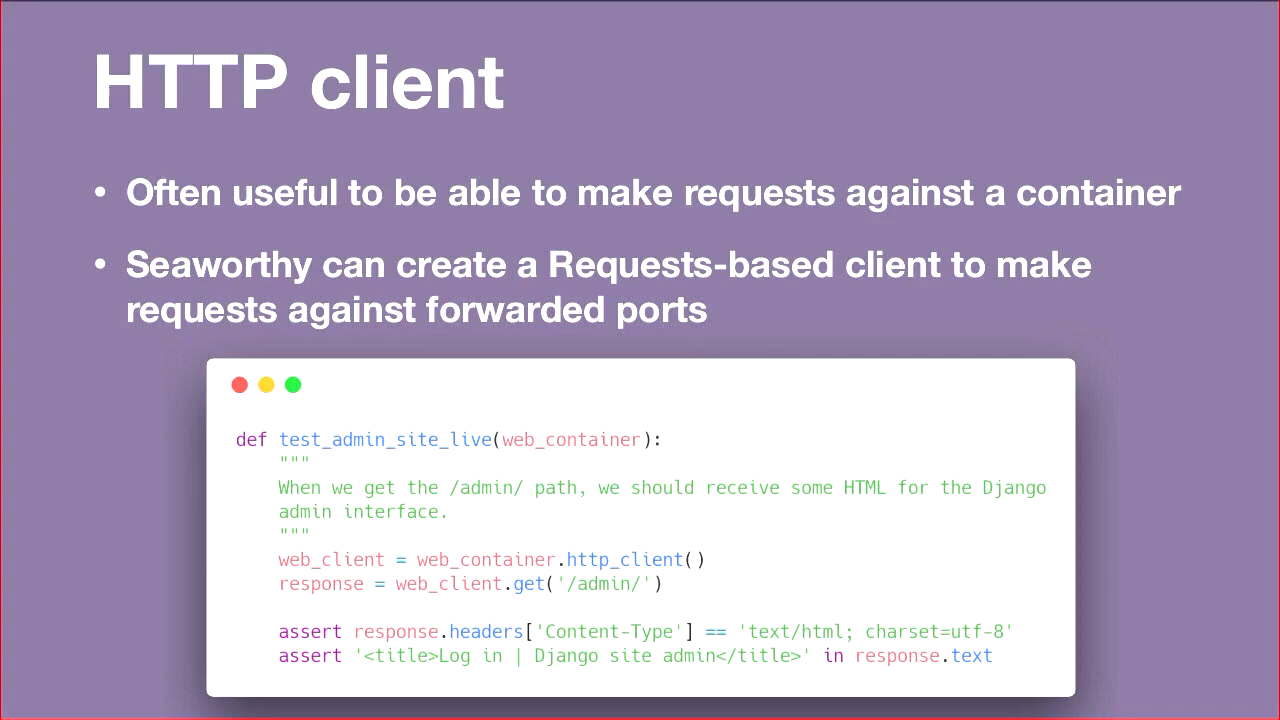 HTTP client
• Often useful to be able to make requests against a container
• Seaworthy can create a Requests-based client to make
requests against forwarded ports
def test_admin_site_live(web_container):
    """
    When we get the /admin/ path, we should receive some HTML for the Django
    admin interface.
    """
    web_client = web_container.http_client()
    response = web_client.get('/admin/')
    assert response.headers['Content-Type'] == 'text/html; charset=utf-8'
    assert '<title>Log in | Django site admin</title>' in response.text